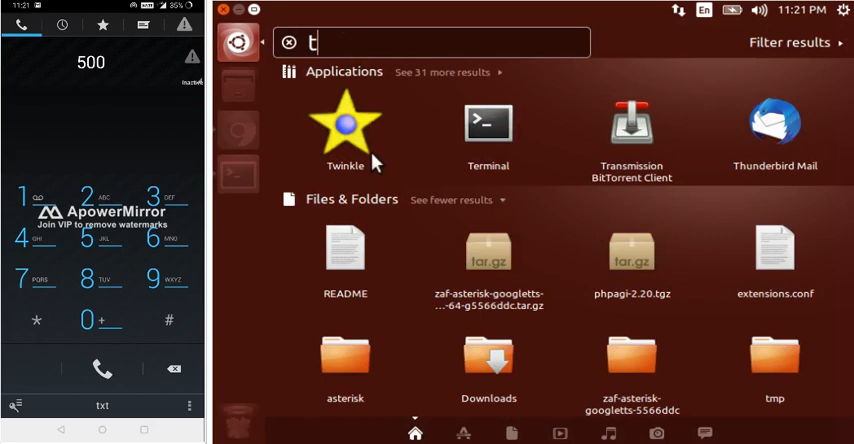 11:21
35%
500
Inactive
1
2 ABC
3 DEF
ApowerMirror
Join VIP to remove watermarks
4 GHI
5 JKL
6 MNO
7 PQRS
8 TUV
9 WXYZ
*
0 +
#
txt
En
11:21 PM
t
Filter results
Applications
See 31 more results
Twinkle
Terminal
Transmission
BitTorrent Client
Thunderbird Mail
Files & Folders
See fewer results
tar.gz
tar.gz
README
zaf-asterisk-googletts-
...-64-g5566ddc.tar.gz
phpagi-2.20.tgz
extensions.conf
asterisk
Downloads
zaf-asterisk-
googletts-5566ddc
tmp